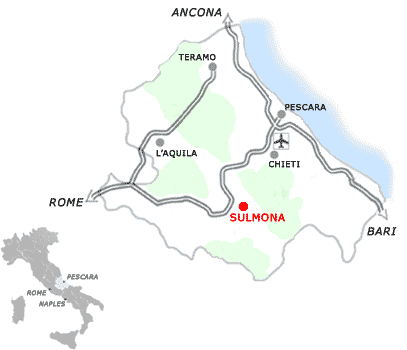 ANCONA
TERAMO
PESCARA
L'AQUILA
CHIETI
ROME
SULMONA
BARI
PESCARA
ROME
NAPLES